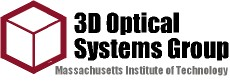 3D Optical
Systems Group
Massachusetts Institute of Technology